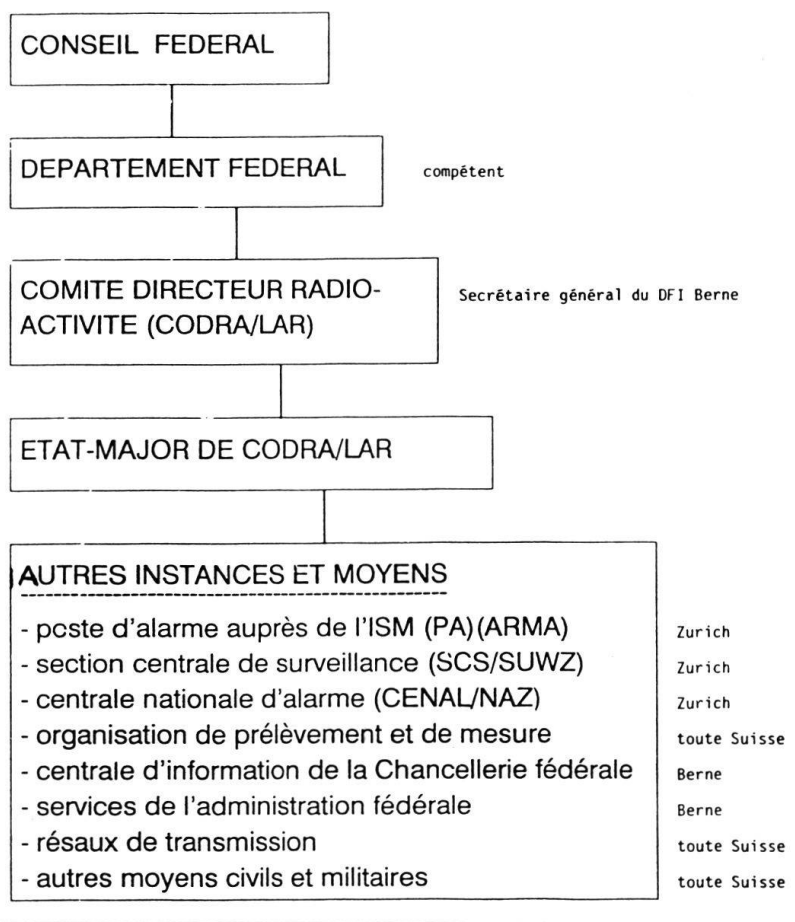 CONSEIL FEDERAL
DEPARTEMENT FEDERAL compétent
COMITE DIRECTEUR RADIO- Secrétaire général du DFI Berne
ACTIVITE (CODRA/LAR)
ETAT-MAJOR DE CODRA/LAR
AUTRES INSTANCES ET MOYENS
- poste d'alarme auprès de l'ISM (PA)(ARMA) Zurich
- section centrale de surveillance (SCS/SUWZ) Zurich
- centrale nationale d'alarme (CENAL/NAZ) Zurich
- organisation de prélèvement et de mesure toute Suisse
- centrale d'information de la Chancellerie fédérale Berne
- services de l'administration fédérale Berne
- résaux de transmission toute Suisse
- autres moyens civils et militaires toute Suisse